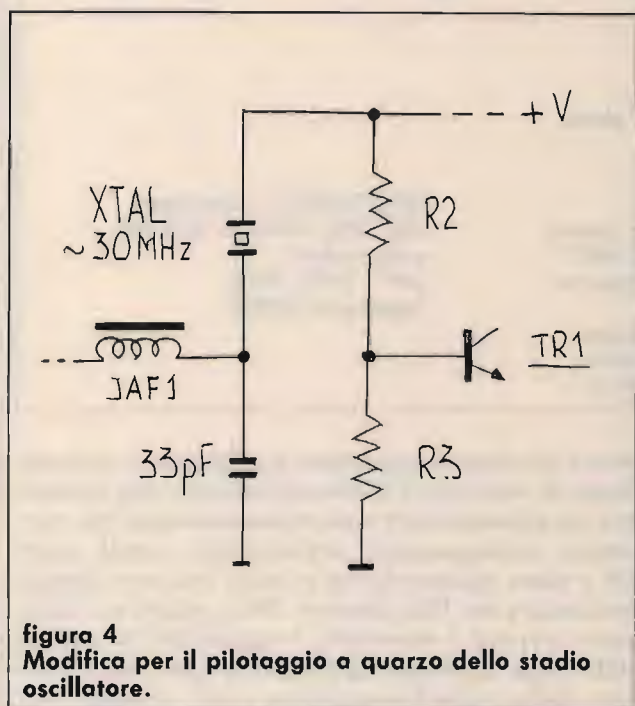 + V
XTAL
~30MHz
R2
JAF1
TR1
33pF
R3
figura 4
Modifica per il pilotaggio a quarzo dello stadio
oscillatore.